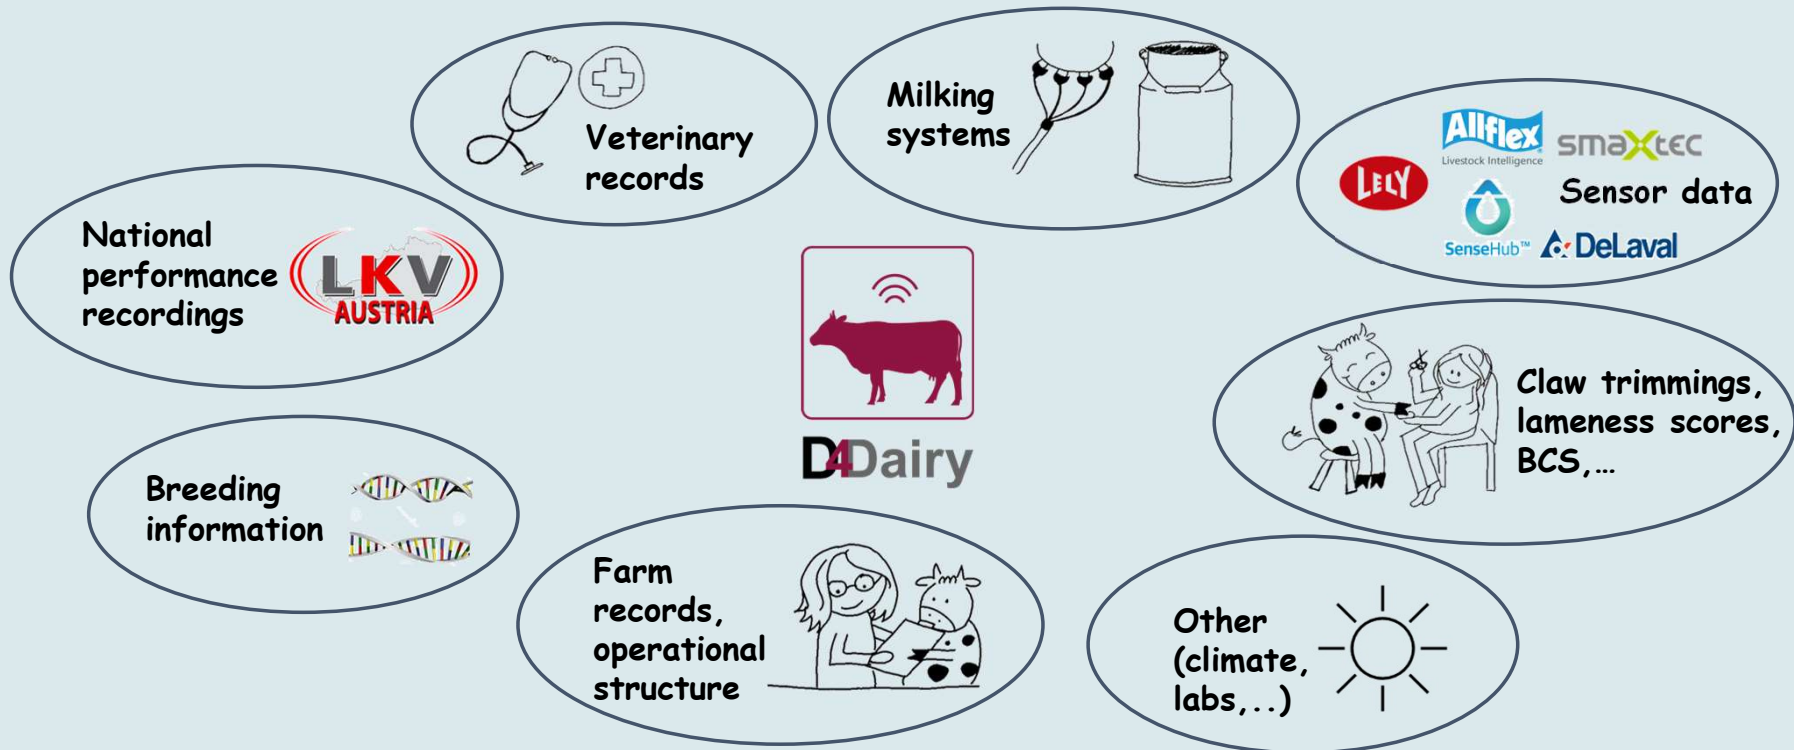 Veterinary
records
Milking
systems
Allflex
Livestock Intelligence
smaXtec
LELY
Sensor data
SenseHub™
DeLaval
National
performance
recordings
LKV
AUSTRIA
D4Dairy
Claw trimmings,
lameness scores,
BCS,...
Breeding
information
Farm
records,
operational
structure
Other
(climate,
labs,..)